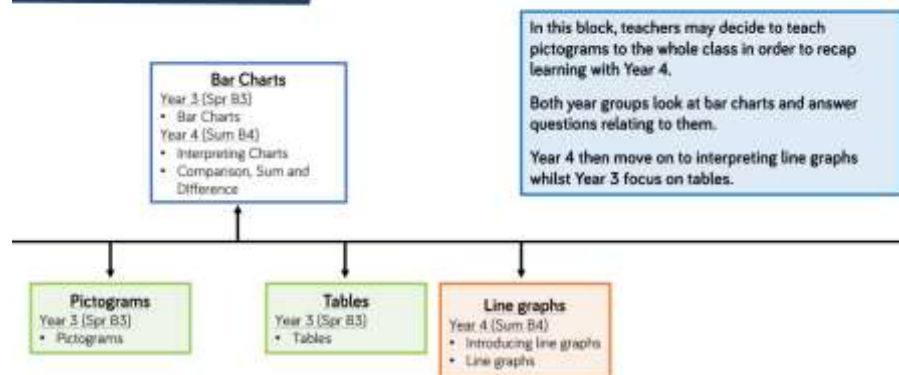 In this block, teachers may decide to teach
pictograms to the whole class in order to recap
learning with Year 4.
Both year groups look at bar charts and answer
questions relating to them.
Year 4 then move on to interpreting line graphs
whilst Year 3 focus on tables.
Bar Charts
Year 3 (Spr B3)
• Bar Charts
Year 4 (Sum B4)
• Interpreting Charts
• Comparison, Sum and
Difference
Pictograms
Year 3 (Spr B3)
• Pictograms
Tables
Year 3 (Spr B3)
• Tables
Line graphs
Year 4 (Sum B4)
• Introducing line graphs
• Line graphs